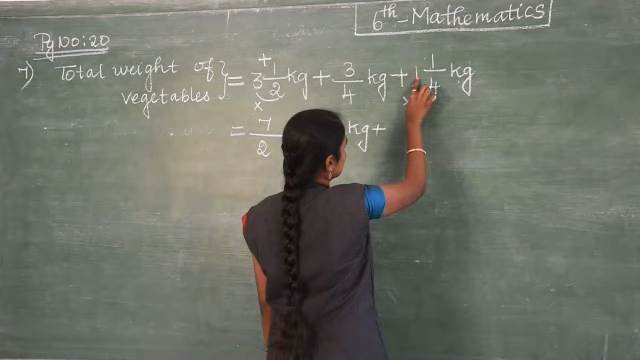 6th - Mathematics
Pg No: 20
7) Total weight of vegetables } = 3 1/2 kg + 3/4 kg + 1 1/4 kg
= 7/2 kg +